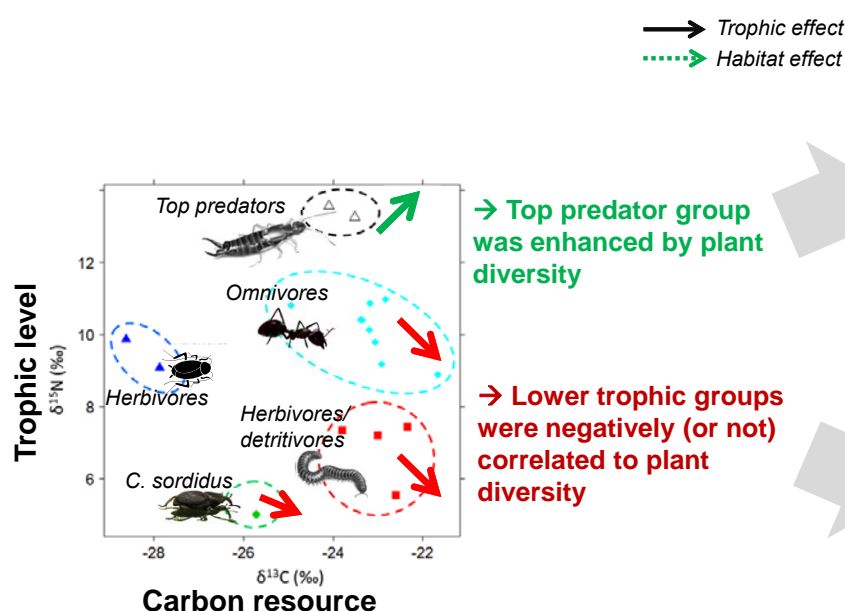 Trophic effect
Habitat effect
Top predators
→ Top predator group
was enhanced by plant
diversity
12
Omnivores
Trophic level
δ¹⁵N (‰)
10
Herbivores
8
Herbivores/
detritivores
→ Lower trophic groups
were negatively (or not)
correlated to plant
diversity
6
C. sordidus
-28
-26
-24
-22
δ¹³C (‰)
Carbon resource